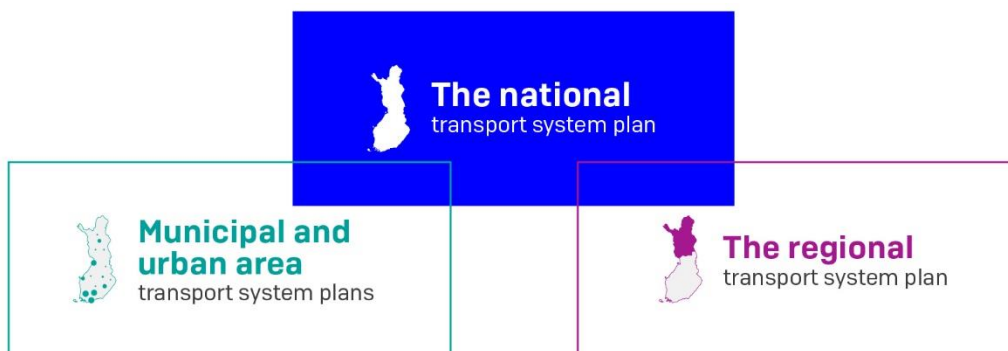 The national
transport system plan
Municipal and
urban area
transport system plans
The regional
transport system plan